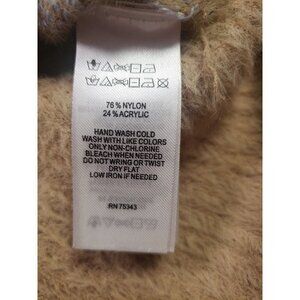 76% NYLON
24% ACRYLIC
HAND WASH COLD
WASH WITH LIKE COLORS
ONLY NON-CHLORINE
BLEACH WHEN NEEDED
DO NOT WRING OR TWIST
DRY FLAT
LOW IRON IF NEEDED
RN 75343